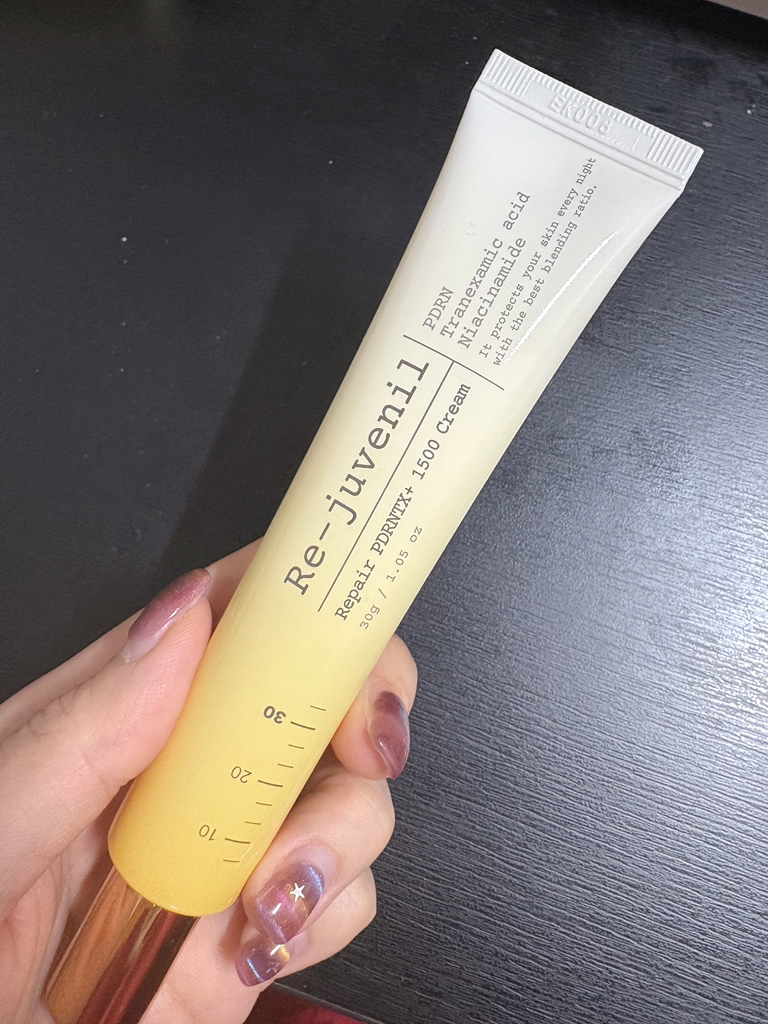 EK008
PDRN
Tranexamic acid
Niacinamide
It protects your skin every night
with the best blending ratio.
Re-juvenil
Repair PDRNTX+ 1500 Cream
30g / 1.05 oz
30
20
10